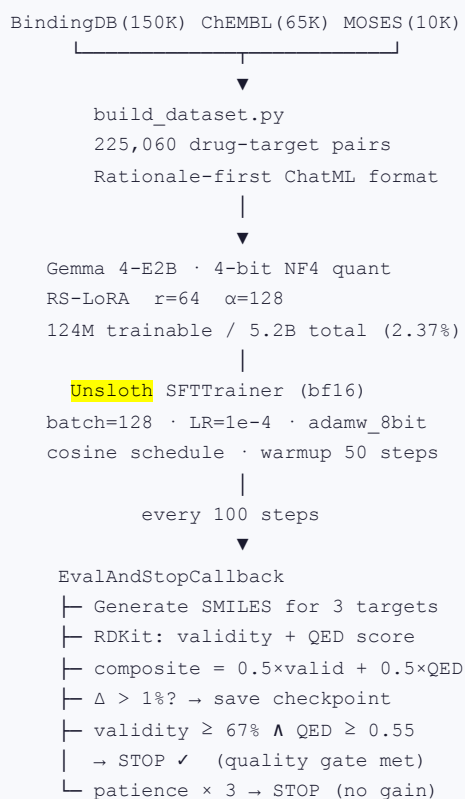 BindingDB(150K) ChEMBL(65K) MOSES(10K)
build_dataset.py
225,060 drug-target pairs
Rationale-first ChatML format
Gemma 4-E2B · 4-bit NF4 quant
RS-LoRA r=64 α=128
124M trainable / 5.2B total (2.37%)
Unsloth SFTTrainer (bf16)
batch=128 · LR=1e-4 · adamw_8bit
cosine schedule · warmup 50 steps
every 100 steps
EvalAndStopCallback
├─ Generate SMILES for 3 targets
├─ RDKit: validity + QED score
├─ composite = 0.5×valid + 0.5×QED
├─ Δ > 1%? → save checkpoint
├─ validity ≥ 67% ∧ QED ≥ 0.55
│ → STOP ✓ (quality gate met)
└─ patience × 3 → STOP (no gain)